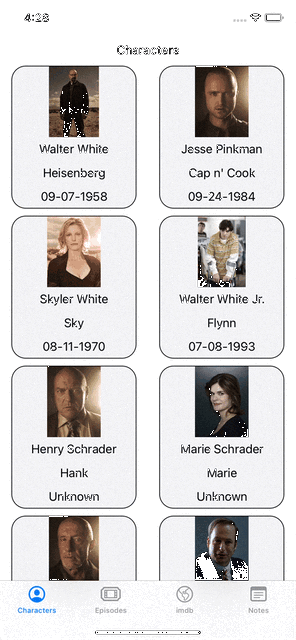 4:28
Characters
Walter White
Heisenberg
09-07-1958
Jesse Pinkman
Cap n' Cook
09-24-1984
Skyler White
Sky
08-11-1970
Walter White Jr.
Flynn
07-08-1993
Henry Schrader
Hank
Unknown
Marie Schrader
Marie
Unknown
Characters
Episodes
imdb
Notes